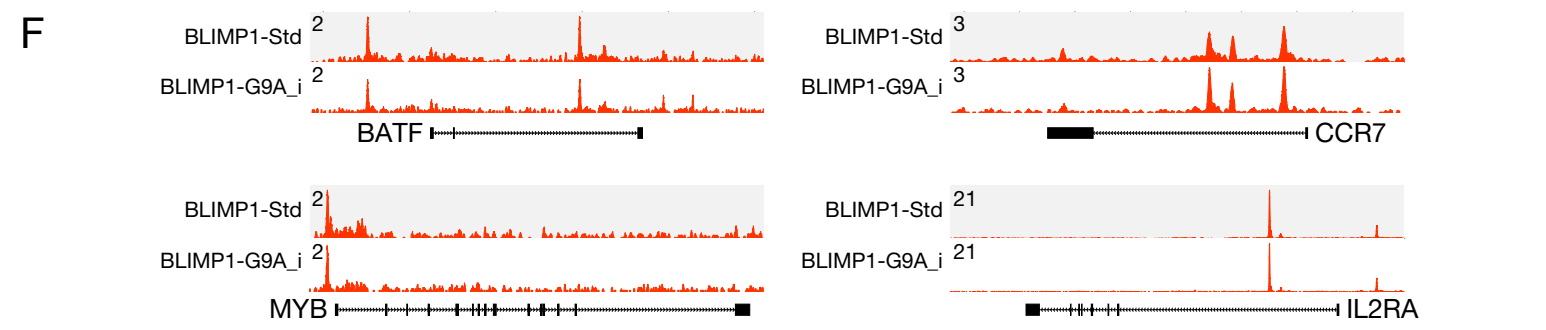 F
BLIMP1-Std 2
BLIMP1-G9A_i 2
BATF
BLIMP1-Std 3
BLIMP1-G9A_i 3
CCR7
BLIMP1-Std 2
BLIMP1-G9A_i 2
MYB
BLIMP1-Std 21
BLIMP1-G9A_i 21
IL2RA